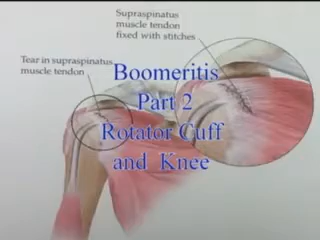 Supraspinatus
muscle tendon
fixed with stitches
Tear in supraspinatus
muscle tendon
Boomeritis
Part 2
Rotator Cuff
and Knee